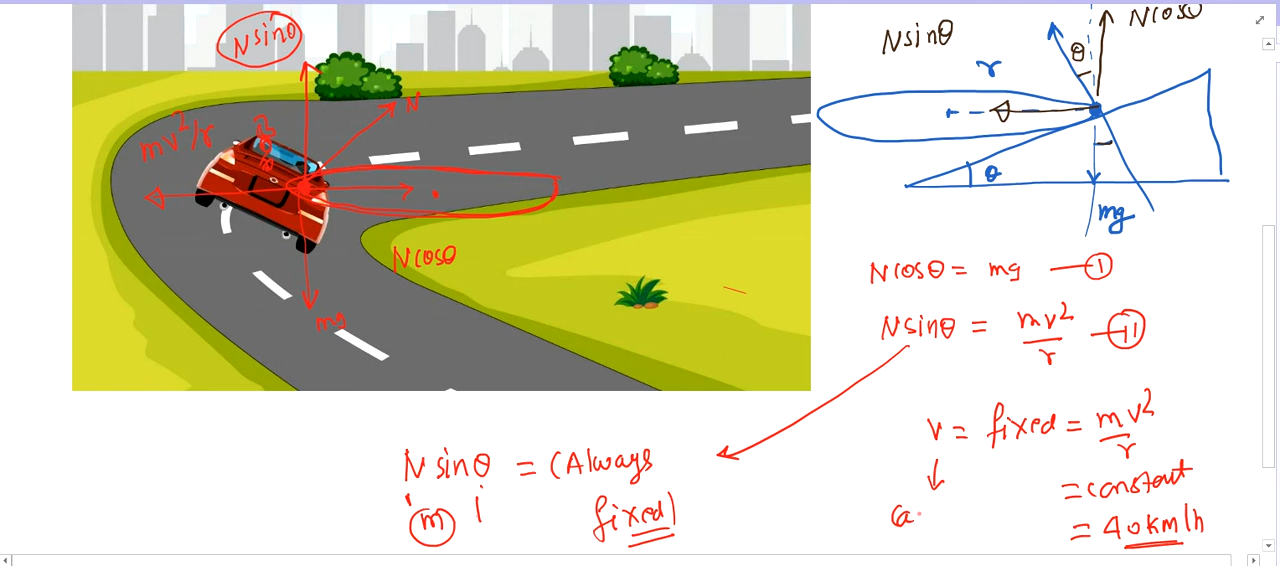 Nsinθ
N
mv²/r
Ncosθ
mg
Nsinθ
Ncosθ
θ
r
θ
mg
Ncosθ = mg — ①
Nsinθ = mv²/r — ⑪
v = fixed = mv²/r
= constant
= 40km/h
(a
Nsinθ = (Always
fixed)
m